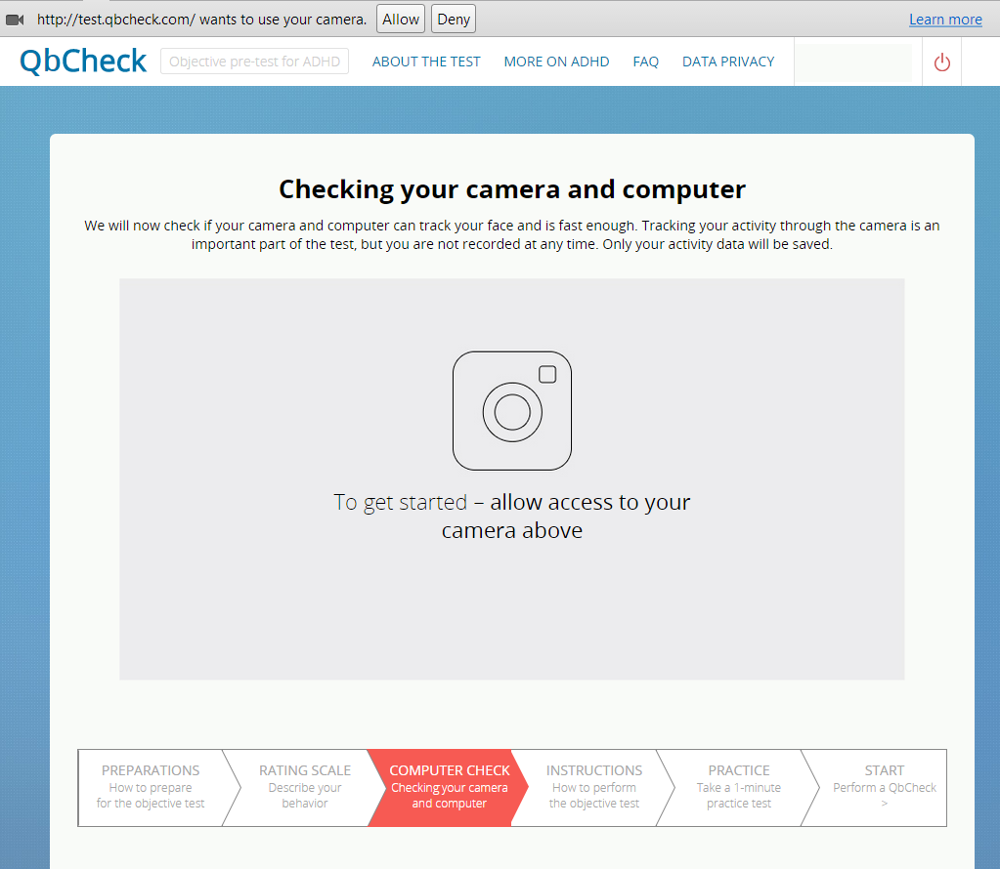 http://test.qbcheck.com/ wants to use your camera. Allow Deny Learn more
QbCheck Objective pre-test for ADHD ABOUT THE TEST MORE ON ADHD FAQ DATA PRIVACY
Checking your camera and computer
We will now check if your camera and computer can track your face and is fast enough. Tracking your activity through the camera is an
important part of the test, but you are not recorded at any time. Only your activity data will be saved.
To get started – allow access to your
camera above
PREPARATIONS
How to prepare
for the objective test
RATING SCALE
Describe your
behavior
COMPUTER CHECK
Checking your camera
and computer
INSTRUCTIONS
How to perform
the objective test
PRACTICE
Take a 1-minute
practice test
START
Perform a QbCheck
>